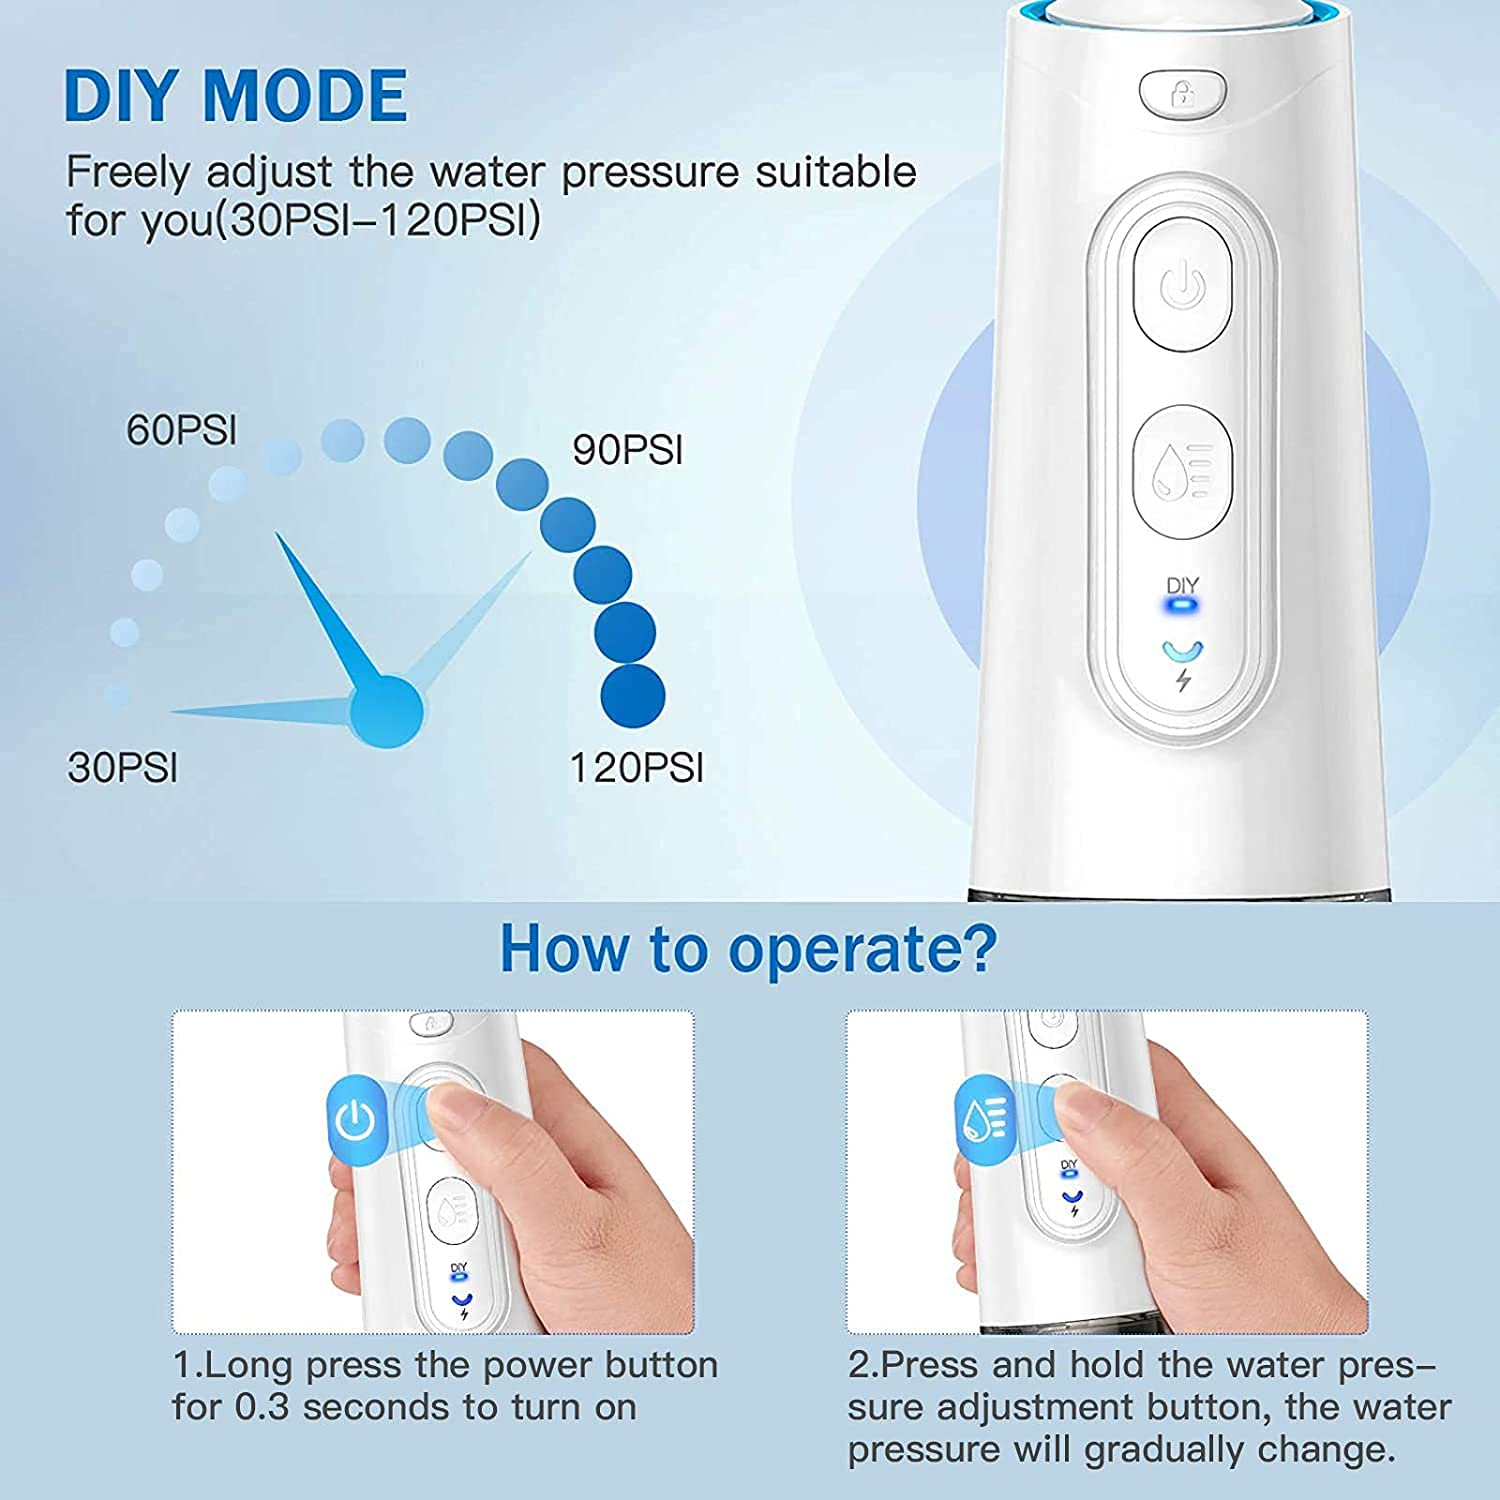 DIY MODE
Freely adjust the water pressure suitable
for you(30PSI-120PSI)
60PSI
90PSI
30PSI
120PSI
DIY
How to operate?
DIY
DIY
1.Long press the power button
for 0.3 seconds to turn on
2.Press and hold the water pres-
sure adjustment button, the water
pressure will gradually change.